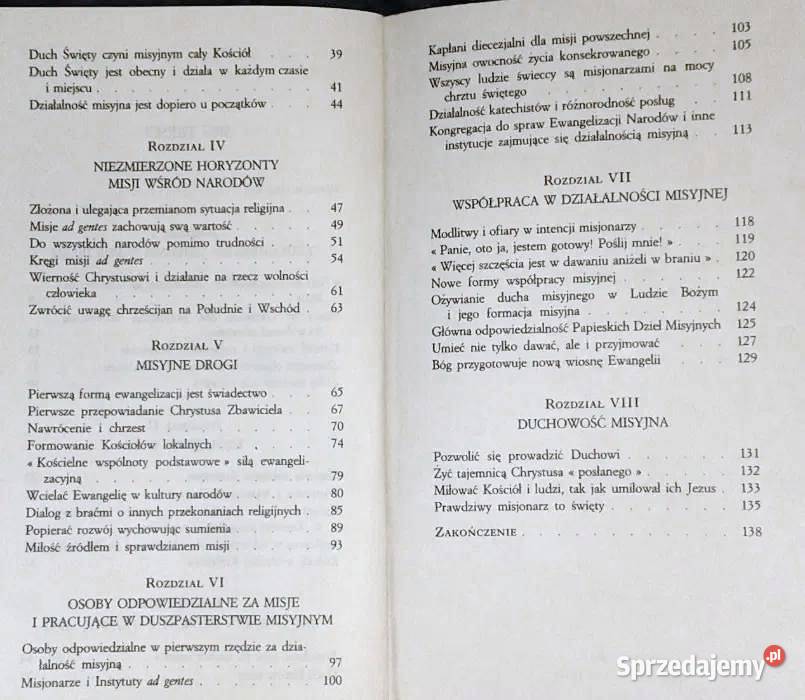 Duch Święty czyni misyjnym cały Kościół . . . . 39
Duch Święty jest obecny i działa w każdym czasie
i miejscu . . . . . . . . . . . 41
Działalność misyjna jest dopiero u początków . . . 44
Rozdział IV
NIEZMIERZONE HORYZONTY
MISJI WŚRÓD NARODÓW
Złożona i ulegająca przemianom sytuacja religijna . . 47
Misje ad gentes zachowują swą wartość . . . . 49
Do wszystkich narodów pomimo trudności . . . 51
Kręgi misji ad gentes . . . . . . . . 54
Wierność Chrystusowi i działanie na rzecz wolności
człowieka . . . . . . . . . . 61
Zwrócić uwagę chrześcijan na Południe i Wschód . . 63
Rozdział V
MISYJNE DROGI
Pierwszą formą ewangelizacji jest świadectwo . . . 65
Pierwsze przepowiadanie Chrystusa Zbawiciela . . . 67
Nawrócenie i chrzest . . . . . . . . 70
Formowanie Kościołów lokalnych . . . . . . 74
« Kościelne wspólnoty podstawowe » siłą ewangeli-
zacyjną . . . . . . . . . . . 79
Wcielać Ewangelię w kultury narodów . . . . 80
Dialog z braćmi o innych przekonaniach religijnych . . 85
Popierać rozwój wychowując sumienia . . . . 89
Miłość źródłem i sprawdzianem misji . . . . . 93
Rozdział VI
OSOBY ODPOWIEDZIALNE ZA MISJE
I PRACUJĄCE W DUSZPASTERSTWIE MISYJNYM
Osoby odpowiedzialne w pierwszym rzędzie za dzia-
łalność misyjną . . . . . . . . . 97
Misjonarze i Instytuty ad gentes . . . . . . 100
Kapłani diecezjalni dla misji powszechnej . . . . 103
Misyjna owocność życia konsekrowanego . . . . 105
Wszyscy ludzie świeccy są misjonarzami na mocy
chrztu świętego . . . . . . . . . 108
Działalność katechistów i różnorodność posług . . . 111
Kongregacja do spraw Ewangelizacji Narodów i inne
instytucje zajmujące się działalnością misyjną . . 113
Rozdział VII
WSPÓŁPRACA W DZIAŁALNOŚCI MISYJNEJ
Modlitwy i ofiary w intencji misjonarzy . . . . 118
« Panie, oto ja, jestem gotowy! Poślij mnie! » . . . 119
« Więcej szczęścia jest w dawaniu aniżeli w braniu » . 120
Nowe formy współpracy misyjnej . . . . . . 122
Ożywianie ducha misyjnego w Ludzie Bożym
i jego formacja misyjna . . . . . . . 124
Główna odpowiedzialność Papieskich Dzieł Misyjnych 125
Umieć nie tylko dawać, ale i przyjmować . . . . 127
Bóg przygotowuje nową wiosnę Ewangelii . . . 129
Rozdział VIII
DUCHOWOŚĆ MISYJNA
Pozwolić się prowadzić Duchowi . . . . . . 131
Żyć tajemnicą Chrystusa « posłanego » . . . . . 132
Miłować Kościół i ludzi, tak jak umiłował ich Jezus . 133
Prawdziwy misjonarz to święty . . . . . . 135
Zakończenie . . . . . . . . . . . 138
Sprzedajemy.pl